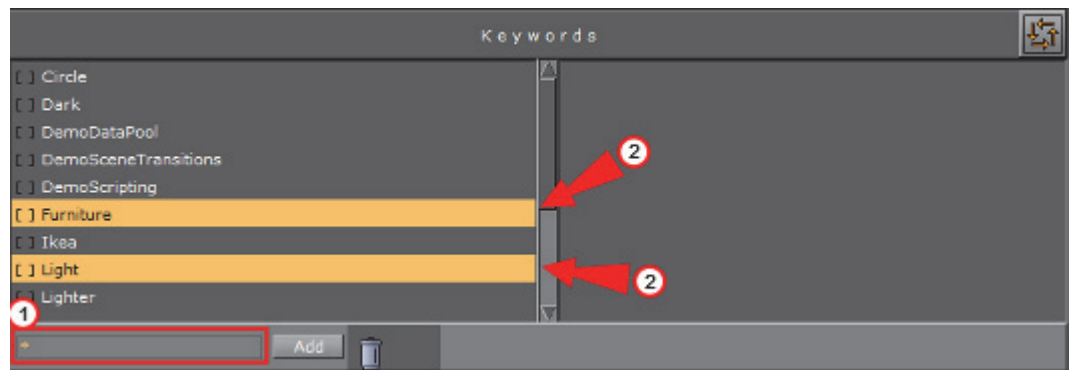 Keywords
[ ] Circle
[ ] Dark
[ ] DemoDataPool
[ ] DemoSceneTransitions
[ ] DemoScripting
[ ] Furniture
[ ] Ikea
[ ] Light
[ ] Lighter
2
2
1
* Add